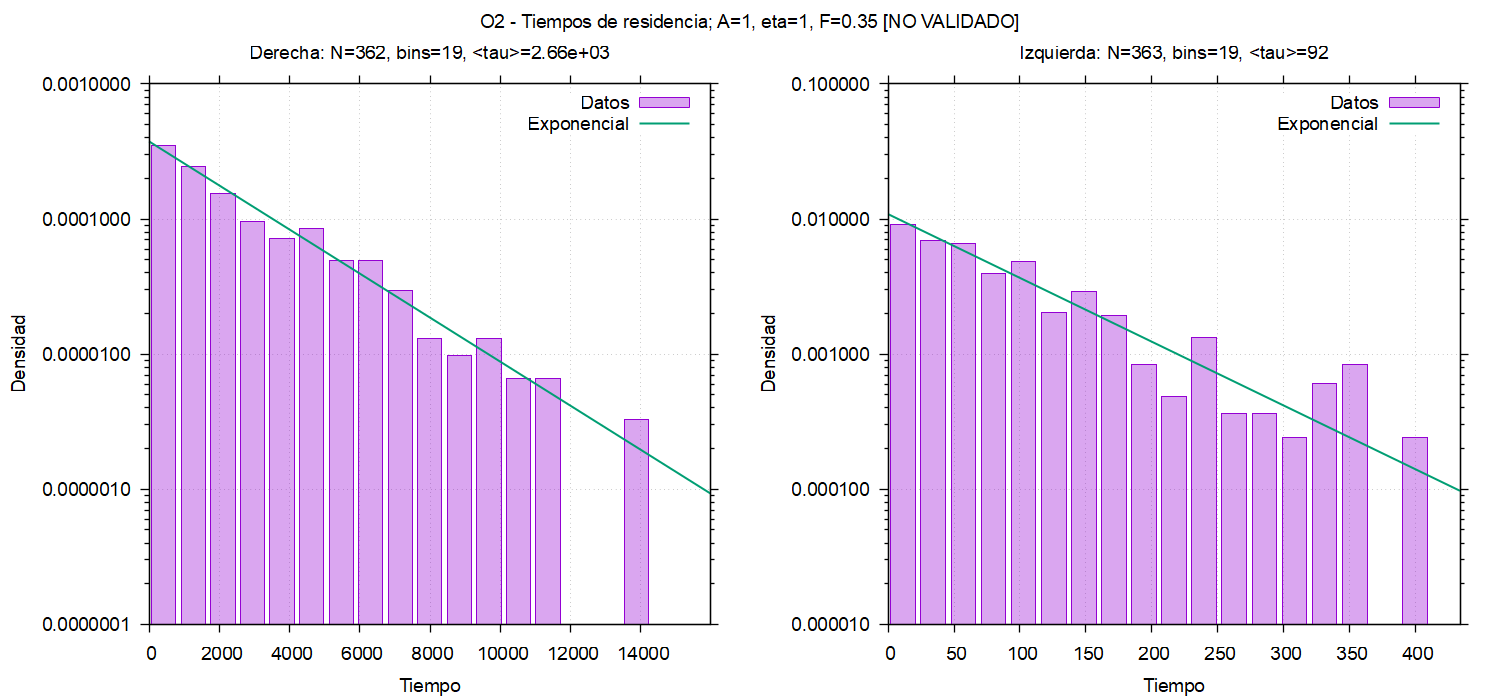 O2 - Tiempos de residencia; A=1, eta=1, F=0.35 [NO VALIDADO]
Derecha: N=362, bins=19, <tau>=2.66e+03
Datos
Exponencial
0.0010000
0.0001000
0.0000100
0.0000010
0.0000001
Densidad
0 2000 4000 6000 8000 10000 12000 14000
Tiempo
Izquierda: N=363, bins=19, <tau>=92
Datos
Exponencial
0.100000
0.010000
0.001000
0.000100
0.000010
Densidad
0 50 100 150 200 250 300 350 400
Tiempo